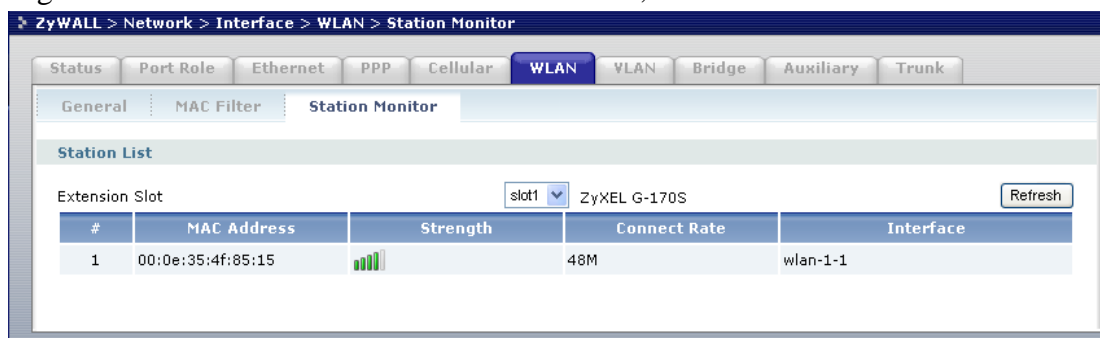 ZyWALL > Network > Interface > WLAN > Station Monitor
Status Port Role Ethernet PPP Cellular WLAN VLAN Bridge Auxiliary Trunk
General MAC Filter Station Monitor
Station List
Extension Slot slot1 ZyXEL G-170S Refresh
# MAC Address Strength Connect Rate Interface
1 00:0e:35:4f:85:15 48M wlan-1-1